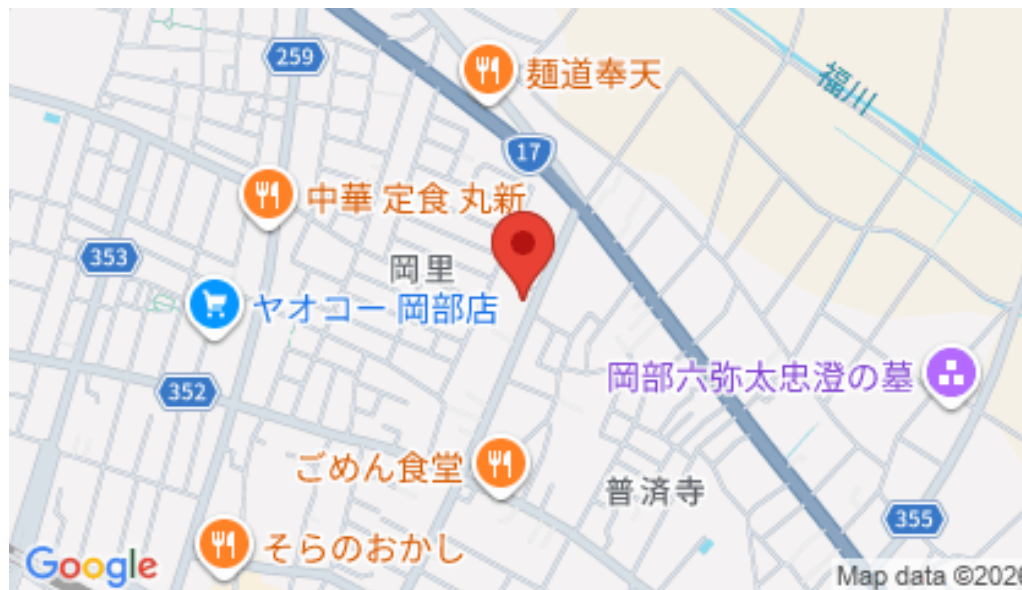 259
麺道奉天
福川
17
中華 定食 丸新
353
岡里
ヤオコー 岡部店
352
岡部六弥太忠澄の墓
ごめん食堂
普済寺
355
そらのおかし
Google
Map data ©2026